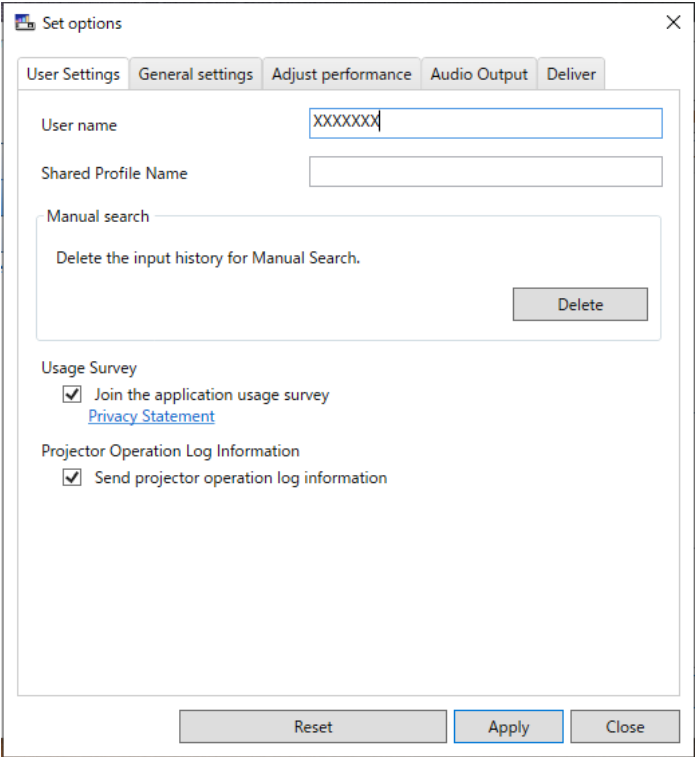 Set options
User Settings General settings Adjust performance Audio Output Deliver
User name XXXXXXX
Shared Profile Name
Manual search
Delete the input history for Manual Search.
Delete
Usage Survey
Join the application usage survey
Privacy Statement
Projector Operation Log Information
Send projector operation log information
Reset Apply Close